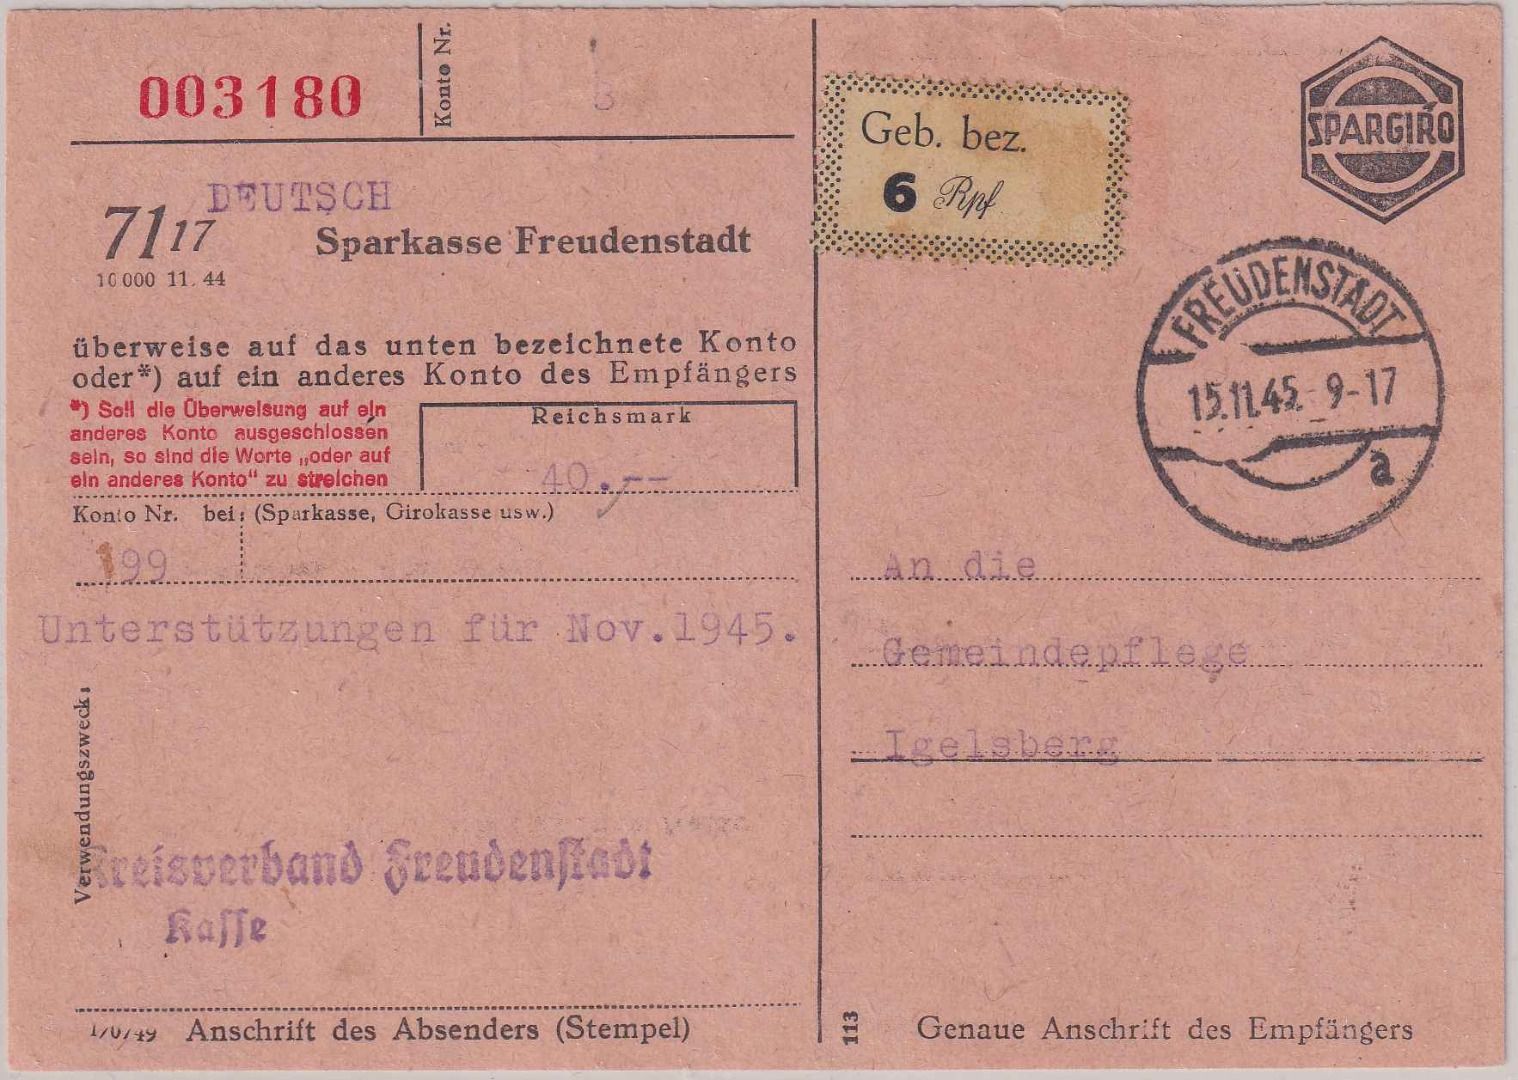 003180
Konto Nr.
DEUTSCH
71 17
10 000 11. 44
Sparkasse Freudenstadt
überweise auf das unten bezeichnete Konto
oder*) auf ein anderes Konto des Empfängers
*) Soll die Überweisung auf ein
anderes Konto ausgeschlossen
sein, so sind die Worte „oder auf
ein anderes Konto“ zu streichen
Reichsmark
40.--
Konto Nr. bei: (Sparkasse, Girokasse usw.)
199
Unterstützungen für Nov.1945.
Verwendungszweck:
Kreisverband Freudenstadt
Kasse
Anschrift des Absenders (Stempel)
Geb. bez.
6 Rpf
SPARGIRO
FREUDENSTADT
15.11.45. 9-17
a
An die
Gemeindepflege
Igelsberg
113
Genaue Anschrift des Empfängers